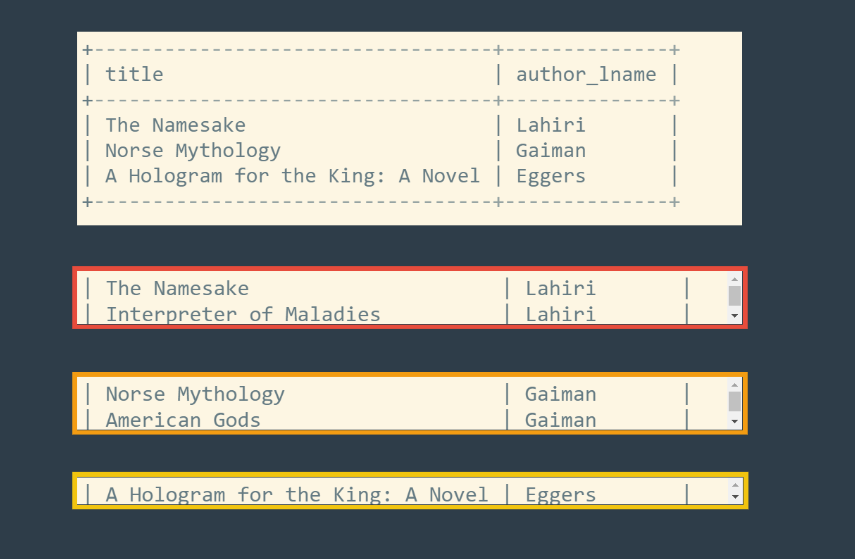 +----------------------------------+--------------+
| title                            | author_lname |
+----------------------------------+--------------+
| The Namesake                     | Lahiri       |
| Norse Mythology                  | Gaiman       |
| A Hologram for the King: A Novel | Eggers       |
+----------------------------------+--------------+
| The Namesake                     | Lahiri       |
| Interpreter of Maladies          | Lahiri       |
| Norse Mythology                  | Gaiman       |
| American Gods                    | Gaiman       |
| A Hologram for the King: A Novel | Eggers       |